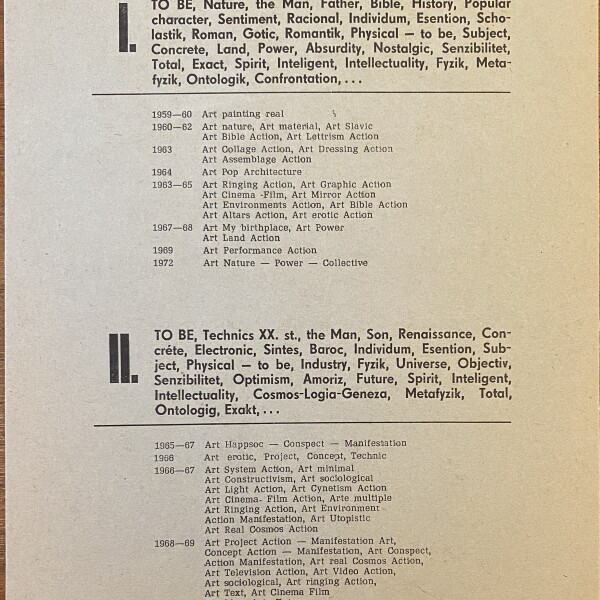 I.
TO BE, Nature, the Man, Father, Bible, History, Popular
character, Sentiment, Racional, Individum, Esention, Scho-
lastik, Roman, Gotic, Romantik, Physical — to be, Subject,
Concrete, Land, Power, Absurdity, Nostalgic, Senzibilitet,
Total, Exact, Spirit, Inteligent, Intellectuality, Fyzik, Meta-
fyzik, Ontologik, Confrontation, . . .
1959—60 Art painting real
1960—62 Art nature, Art material, Art Slavic
Art Bible Action, Art Lettrism Action
1963 Art Collage Action, Art Dressing Action
Art Assemblage Action
1964 Art Pop Architecture
1963—65 Art Ringing Action, Art Graphic Action
Art Cinema -Film, Art Mirror Action
Art Environments Action, Art Bible Action
Art Altars Action, Art erotic Action
1967—68 Art My birthplace, Art Power
Art Land Action
1969 Art Performance Action
1972 Art Nature — Power — Collective
II.
TO BE, Technics XX. st., the Man, Son, Renaissance, Con-
créte, Electronic, Sintes, Baroc, Individum, Esention, Sub-
ject, Physical — to be, Industry, Fyzik, Universe, Objectiv,
Senzibilitet, Optimism, Amoriz, Future, Spirit, Inteligent,
Intellectuality, Cosmos-Logia-Geneza, Metafyzik, Total,
Ontologig, Exakt, . . .
1965—67 Art Happsoc — Conspect — Manifestation
1966 Art erotic, Project, Concept, Technic
1966—67 Art System Action, Art minimal
Art Constructivism, Art sociological
Art Light Action, Art Cynetism Action
Art Cinema- Film Action, Arte multiple
Art Ringing Action, Art Environment
Action Manifestation, Art Utopistic
Art Real Cosmos Action
1968—69 Art Project Action — Manifestation Art,
Concept Action — Manifestation, Art Conspect,
Action Manifestation, Art real Cosmos Action,
Art Television Action, Art Video Action,
Art sociological, Art ringing Action,
Art Text, Art Cinema Film